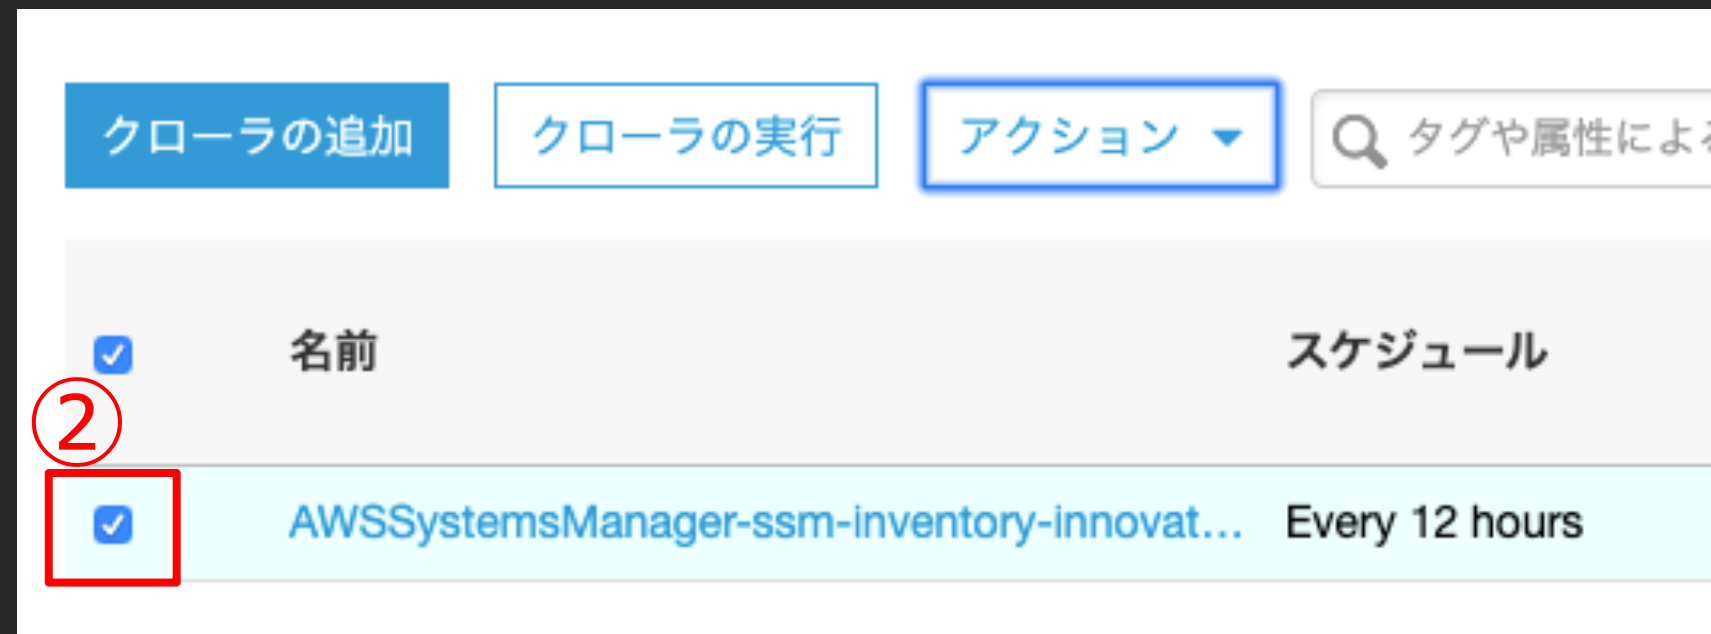 クローラの追加 クローラの実行 アクション タグや属性による
名前 スケジュール
②
AWSSystemsManager-ssm-inventory-innovat... Every 12 hours